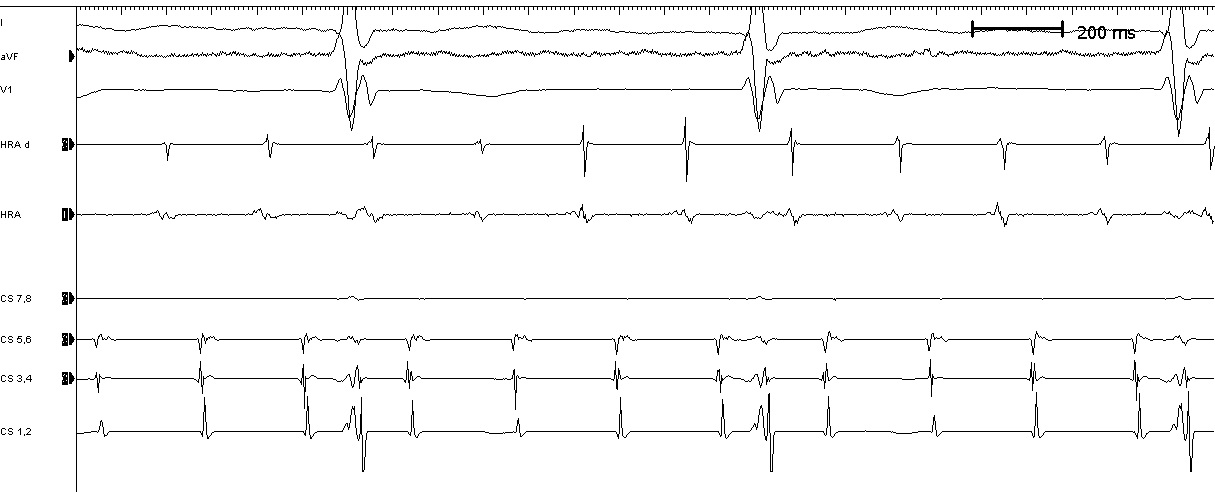 I
aVF
200 ms
V1
HRA d
HRA
CS 7,8
CS 5,6
CS 3,4
CS 1,2